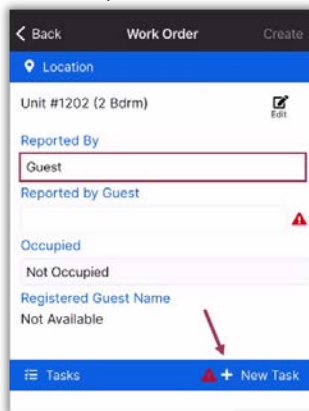 Back Work Order Create
Location
Unit #1202 (2 Bdrm) Edit
Reported By
Guest
Reported by Guest
Occupied
Not Occupied
Registered Guest Name
Not Available
Tasks + New Task